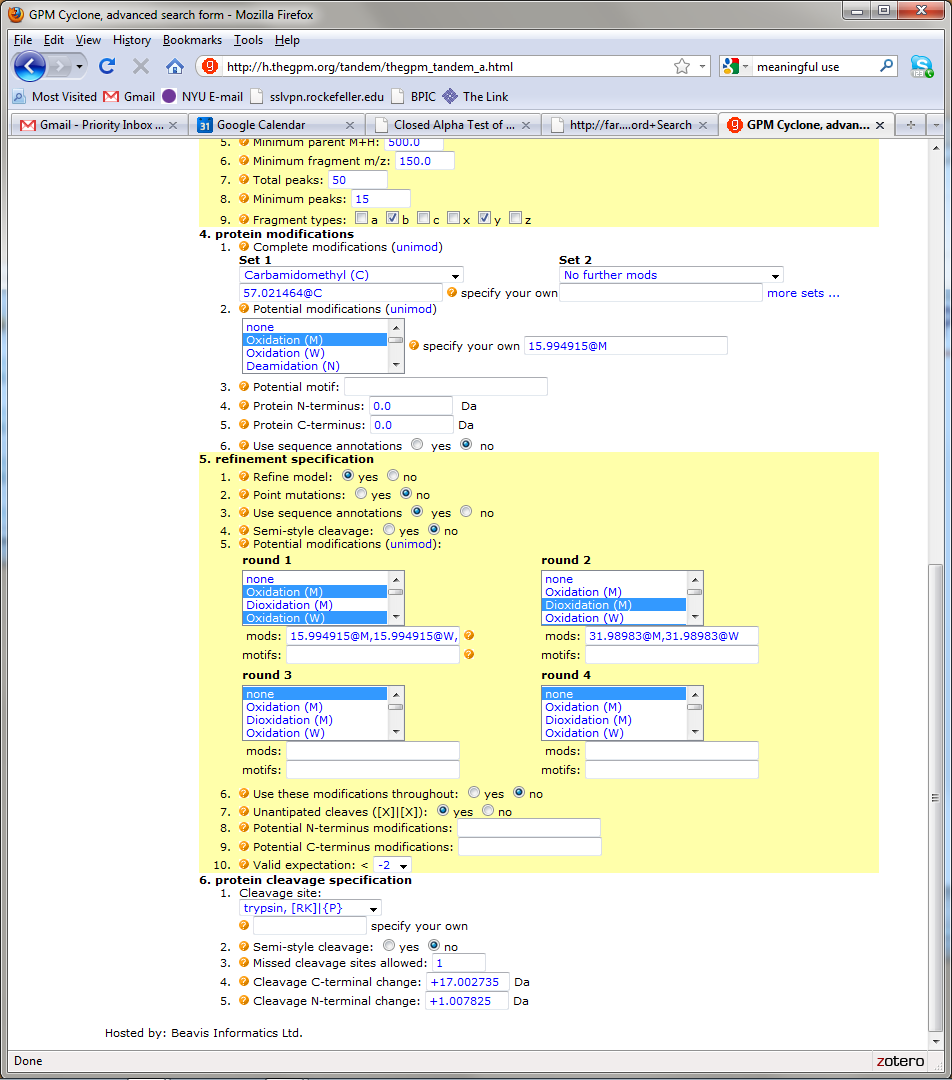 GPM Cyclone, advanced search form - Mozilla Firefox
File Edit View History Bookmarks Tools Help
http://h.thegpm.org/tandem/thegpm_tandem_a.html meaningful use
Most Visited Gmail NYU E-mail sslvpn.rockefeller.edu BPIC The Link
Gmail - Priority Inbox ... 31 Google Calendar Closed Alpha Test of ... http://far....ord+Search GPM Cyclone, advan...
5. Minimum parent M+H: 500.0
6. Minimum fragment m/z: 150.0
7. Total peaks: 50
8. Minimum peaks: 15
9. Fragment types: a b c x y z
4. protein modifications
1. Complete modifications (unimod)
Set 1 Set 2
Carbamidomethyl (C) No further mods
57.021464@C specify your own more sets ...
2. Potential modifications (unimod)
none
Oxidation (M)
Oxidation (W)
Deamidation (N)
specify your own 15.994915@M
3. Potential motif:
4. Protein N-terminus: 0.0 Da
5. Protein C-terminus: 0.0 Da
6. Use sequence annotations yes no
5. refinement specification
1. Refine model: yes no
2. Point mutations: yes no
3. Use sequence annotations yes no
4. Semi-style cleavage: yes no
5. Potential modifications (unimod):
round 1 round 2
none none
Oxidation (M) Oxidation (M)
Dioxidation (M) Dioxidation (M)
Oxidation (W) Oxidation (W)
mods: 15.994915@M,15.994915@W, mods: 31.98983@M,31.98983@W
motifs: motifs:
round 3 round 4
none none
Oxidation (M) Oxidation (M)
Dioxidation (M) Dioxidation (M)
Oxidation (W) Oxidation (W)
mods: mods:
motifs: motifs:
6. Use these modifications throughout: yes no
7. Unantipated cleaves ([X]|[X]): yes no
8. Potential N-terminus modifications:
9. Potential C-terminus modifications:
10. Valid expectation: < -2
6. protein cleavage specification
1. Cleavage site:
trypsin, [RK]|{P}
specify your own
2. Semi-style cleavage: yes no
3. Missed cleavage sites allowed: 1
4. Cleavage C-terminal change: +17.002735 Da
5. Cleavage N-terminal change: +1.007825 Da
Hosted by: Beavis Informatics Ltd.
Done zotero